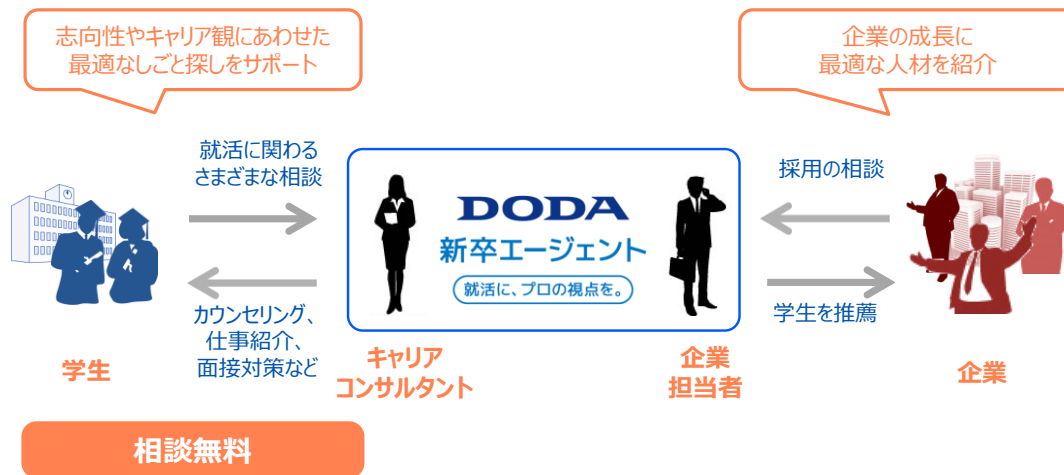 志向性やキャリア観にあわせた
最適なしごと探しをサポート
企業の成長に
最適な人材を紹介
就活に関わる
さまざまな相談
採用の相談
DODA
新卒エージェント
就活に、プロの視点を。
カウンセリング、
仕事紹介、
面接対策など
学生を推薦
学生
キャリア
コンサルタント
企業
担当者
企業
相談無料